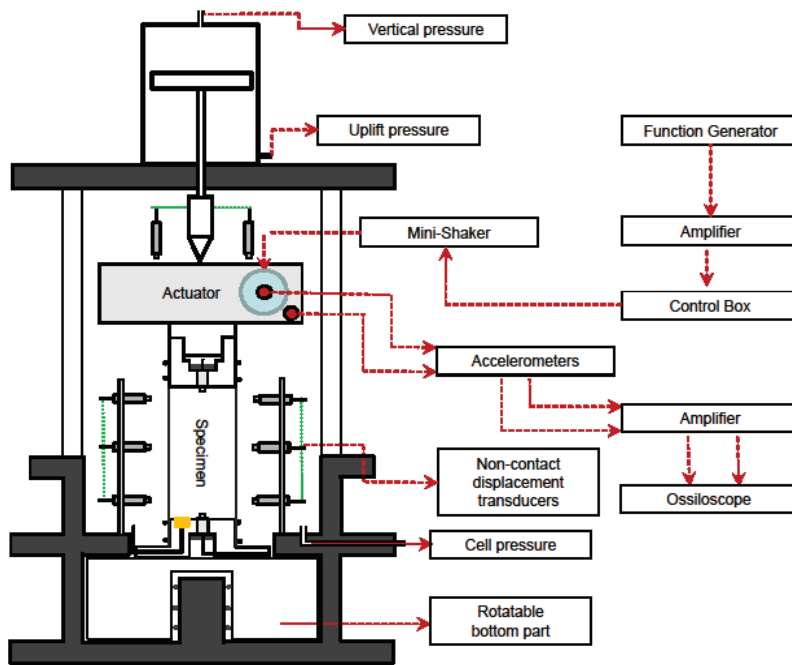 Vertical pressure
Uplift pressure
Function Generator
Mini-Shaker
Amplifier
Actuator
Control Box
Accelerometers
Amplifier
Specimen
Non-contact
displacement
transducers
Ossiloscope
Cell pressure
Rotatable
bottom part